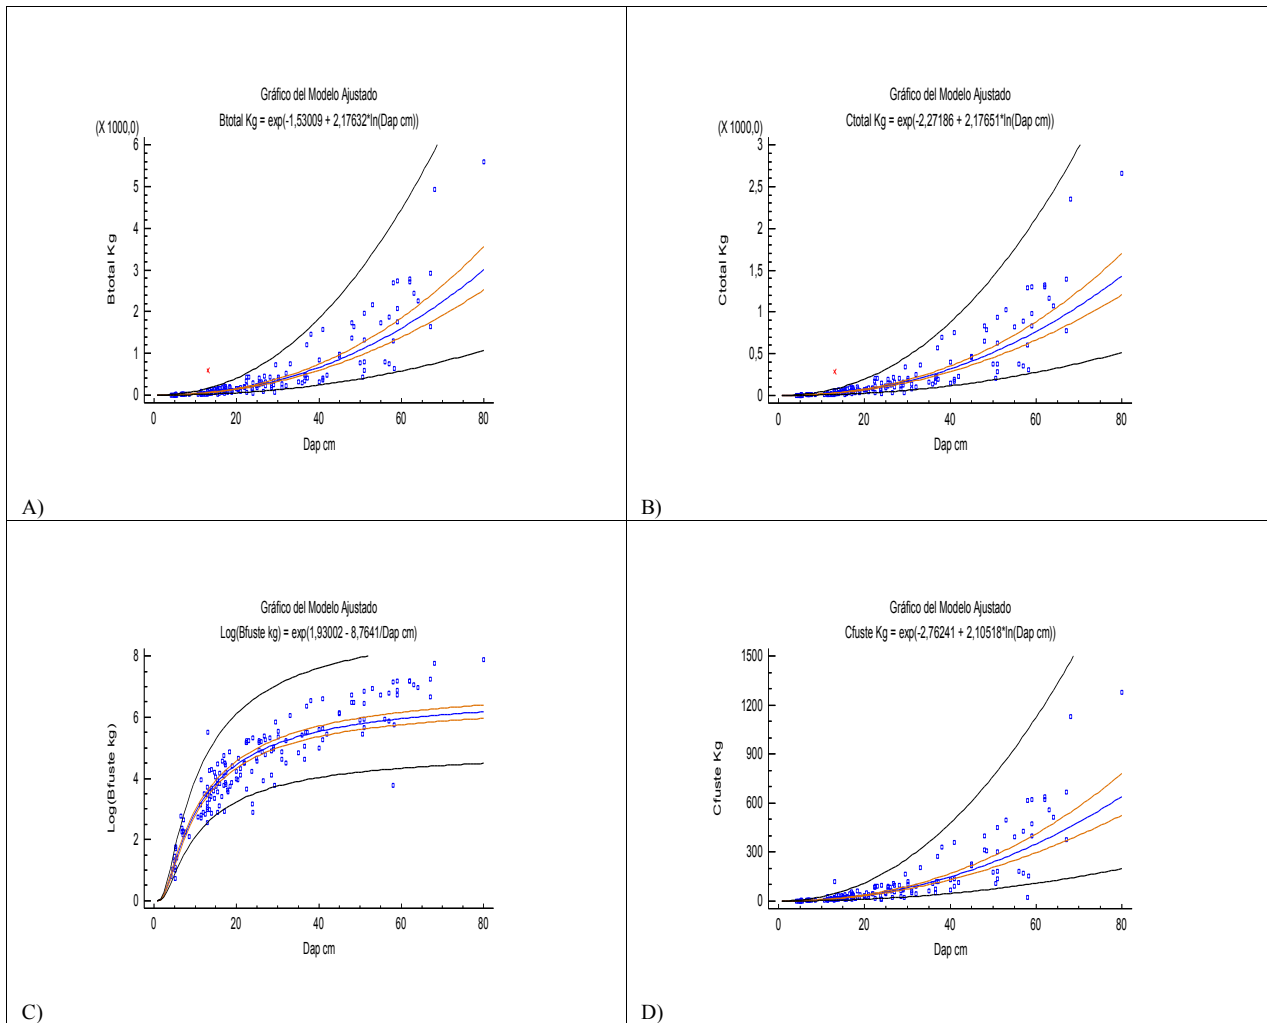 Gráfico del Modelo Ajustado
Btotal Kg = exp(-1,53009 + 2,17632*ln(Dap cm))
(X 1000,0)
6
5
4
3
2
1
0
Btotal Kg
0 20 40 60 80
Dap cm
A)
Gráfico del Modelo Ajustado
Ctotal Kg = exp(-2,27186 + 2,17651*ln(Dap cm))
(X 1000,0)
3
2,5
2
1,5
1
0,5
0
Ctotal Kg
0 20 40 60 80
Dap cm
B)
Gráfico del Modelo Ajustado
Log(Bfuste kg) = exp(1,93002 - 8,7641/Dap cm)
8
6
4
2
0
Log(Bfuste kg)
0 20 40 60 80
Dap cm
C)
Gráfico del Modelo Ajustado
Cfuste Kg = exp(-2,76241 + 2,10518*ln(Dap cm))
1500
1200
900
600
300
0
Cfuste Kg
0 20 40 60 80
Dap cm
D)